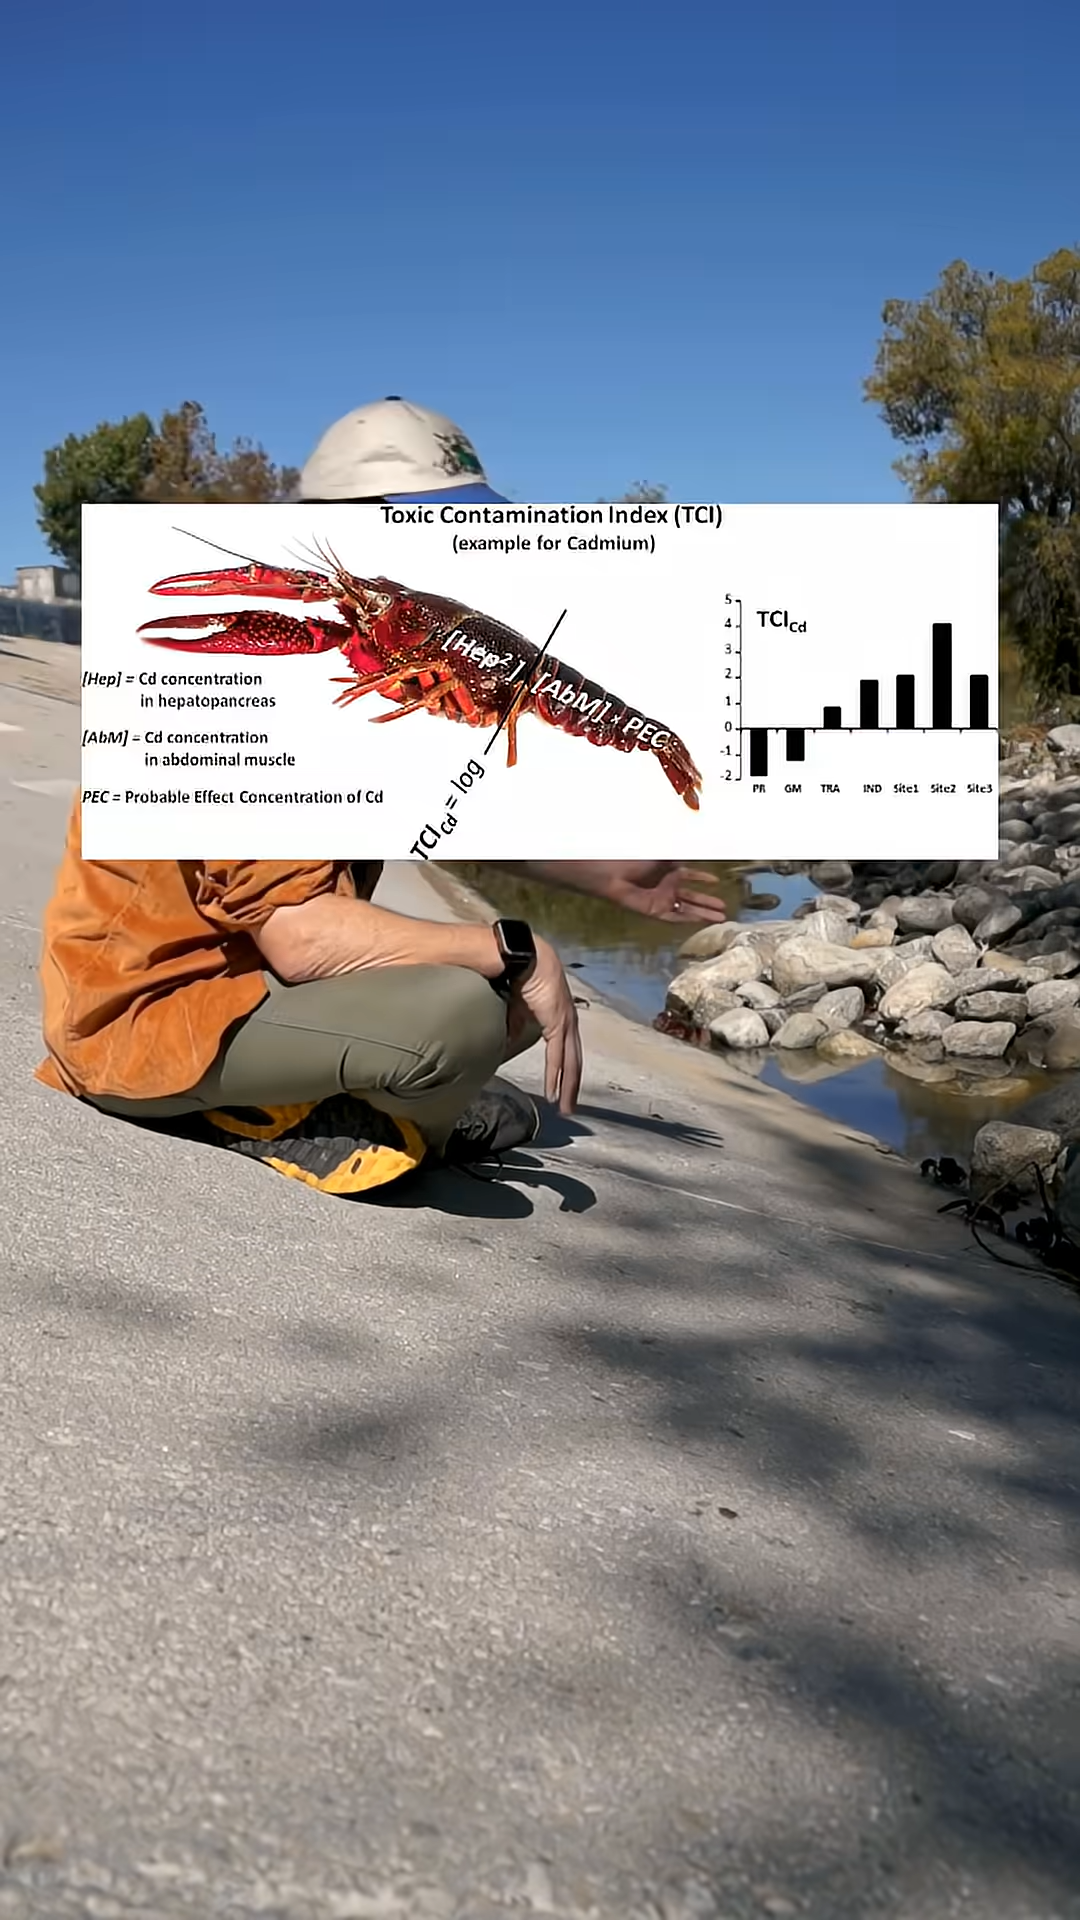 Toxic Contamination Index (TCI)
(example for Cadmium)
[Hep] = Cd concentration
in hepatopancreas
[AbM] = Cd concentration
in abdominal muscle
PEC = Probable Effect Concentration of Cd
TCI_Cd = log
[Hep²]
[AbM] × PEC
TCI_Cd
5
4
3
2
1
0
-1
-2
PR GM TRA IND Site1 Site2 Site3